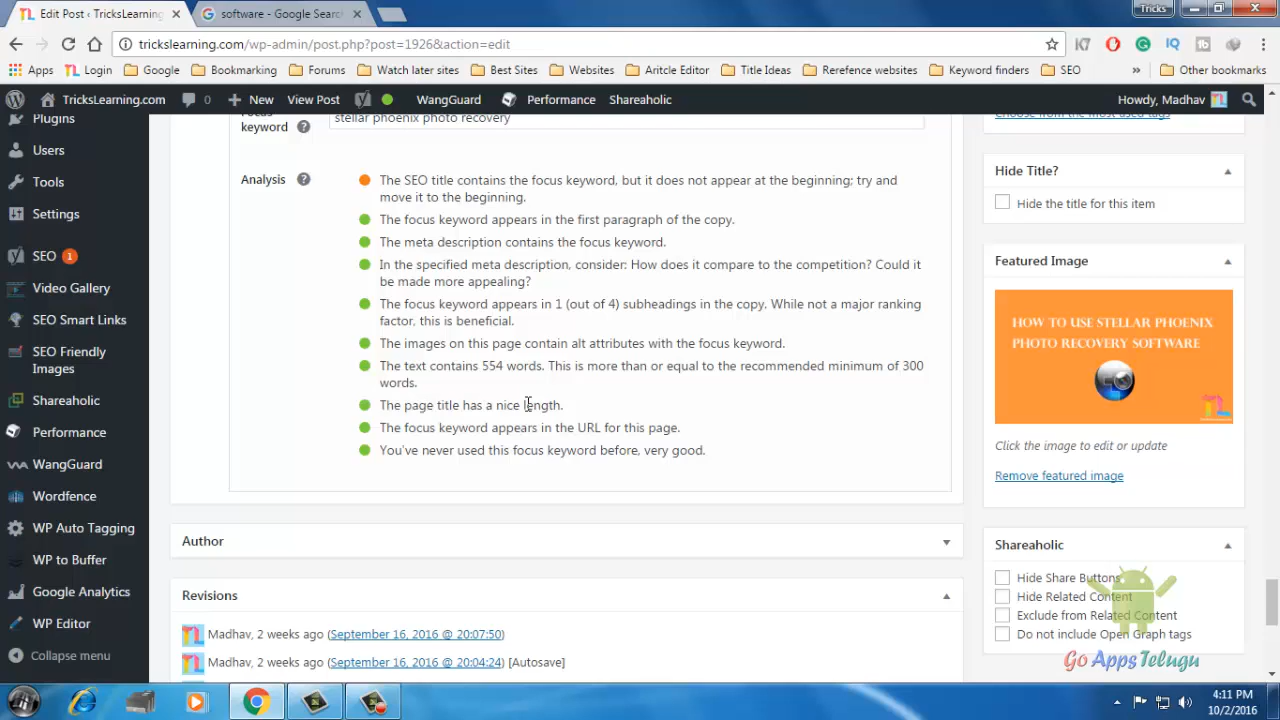 Edit Post ‹ TricksLearning
software - Google Search
Tricks
trickslearning.com/wp-admin/post.php?post=1926&action=edit
Apps
Login
Google
Bookmarking
Forums
Watch later sites
Best Sites
Websites
Aritcle Editor
Title Ideas
Rerefence websites
Keyword finders
SEO
»
Other bookmarks
TricksLearning.com
0
New
View Post
WangGuard
Performance
Shareaholic
Howdy, Madhav
Plugins
Users
Tools
Settings
SEO 1
Video Gallery
SEO Smart Links
SEO Friendly
Images
Shareaholic
Performance
WangGuard
Wordfence
WP Auto Tagging
WP to Buffer
Google Analytics
WP Editor
Collapse menu
Focus
keyword
stellar phoenix photo recovery
Analysis
The SEO title contains the focus keyword, but it does not appear at the beginning; try and
move it to the beginning.
The focus keyword appears in the first paragraph of the copy.
The meta description contains the focus keyword.
In the specified meta description, consider: How does it compare to the competition? Could it
be made more appealing?
The focus keyword appears in 1 (out of 4) subheadings in the copy. While not a major ranking
factor, this is beneficial.
The images on this page contain alt attributes with the focus keyword.
The text contains 554 words. This is more than or equal to the recommended minimum of 300
words.
The page title has a nice length.
The focus keyword appears in the URL for this page.
You've never used this focus keyword before, very good.
Author
Revisions
Madhav, 2 weeks ago (September 16, 2016 @ 20:07:50)
Madhav, 2 weeks ago (September 16, 2016 @ 20:04:24) [Autosave]
Choose from the most used tags
Hide Title?
Hide the title for this item
Featured Image
HOW TO USE STELLAR PHOENIX
PHOTO RECOVERY SOFTWARE
TL
Click the image to edit or update
Remove featured image
Shareaholic
Hide Share Buttons
Hide Related Content
Exclude from Related Content
Do not include Open Graph tags
Go AppsTelugu
4:11 PM
10/2/2016